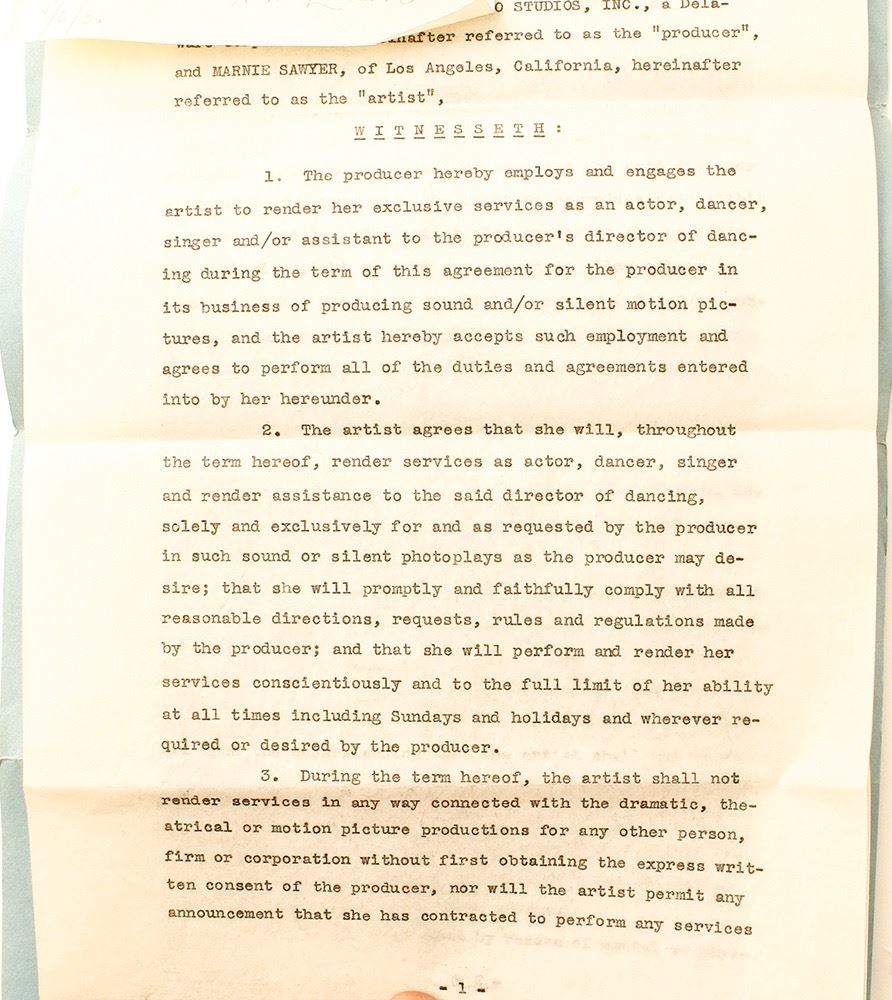 O STUDIOS, INC., a Dela-
hereinafter referred to as the "producer",
and MARNIE SAWYER, of Los Angeles, California, hereinafter
referred to as the "artist",
W I T N E S S E T H :
1. The producer hereby employs and engages the
artist to render her exclusive services as an actor, dancer,
singer and/or assistant to the producer's director of danc-
ing during the term of this agreement for the producer in
its business of producing sound and/or silent motion pic-
tures, and the artist hereby accepts such employment and
agrees to perform all of the duties and agreements entered
into by her hereunder.
2. The artist agrees that she will, throughout
the term hereof, render services as actor, dancer, singer
and render assistance to the said director of dancing,
solely and exclusively for and as requested by the producer
in such sound or silent photoplays as the producer may de-
sire; that she will promptly and faithfully comply with all
reasonable directions, requests, rules and regulations made
by the producer; and that she will perform and render her
services conscientiously and to the full limit of her ability
at all times including Sundays and holidays and wherever re-
quired or desired by the producer.
3. During the term hereof, the artist shall not
render services in any way connected with the dramatic, the-
atrical or motion picture productions for any other person,
firm or corporation without first obtaining the express writ-
ten consent of the producer, nor will the artist permit any
announcement that she has contracted to perform any services
- 1 -